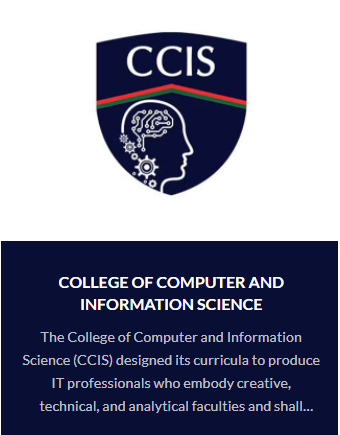 CCIS
COLLEGE OF COMPUTER AND
INFORMATION SCIENCE
The College of Computer and Information
Science (CCIS) designed its curricula to produce
IT professionals who embody creative,
technical, and analytical faculties and shall...